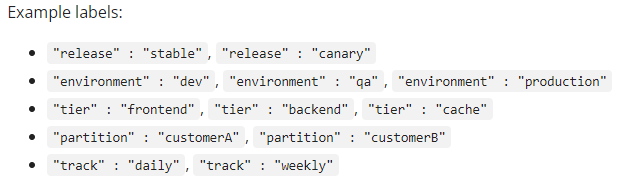 Example labels:
"release" : "stable", "release" : "canary"
"environment" : "dev", "environment" : "qa", "environment" : "production"
"tier" : "frontend", "tier" : "backend", "tier" : "cache"
"partition" : "customerA", "partition" : "customerB"
"track" : "daily", "track" : "weekly"